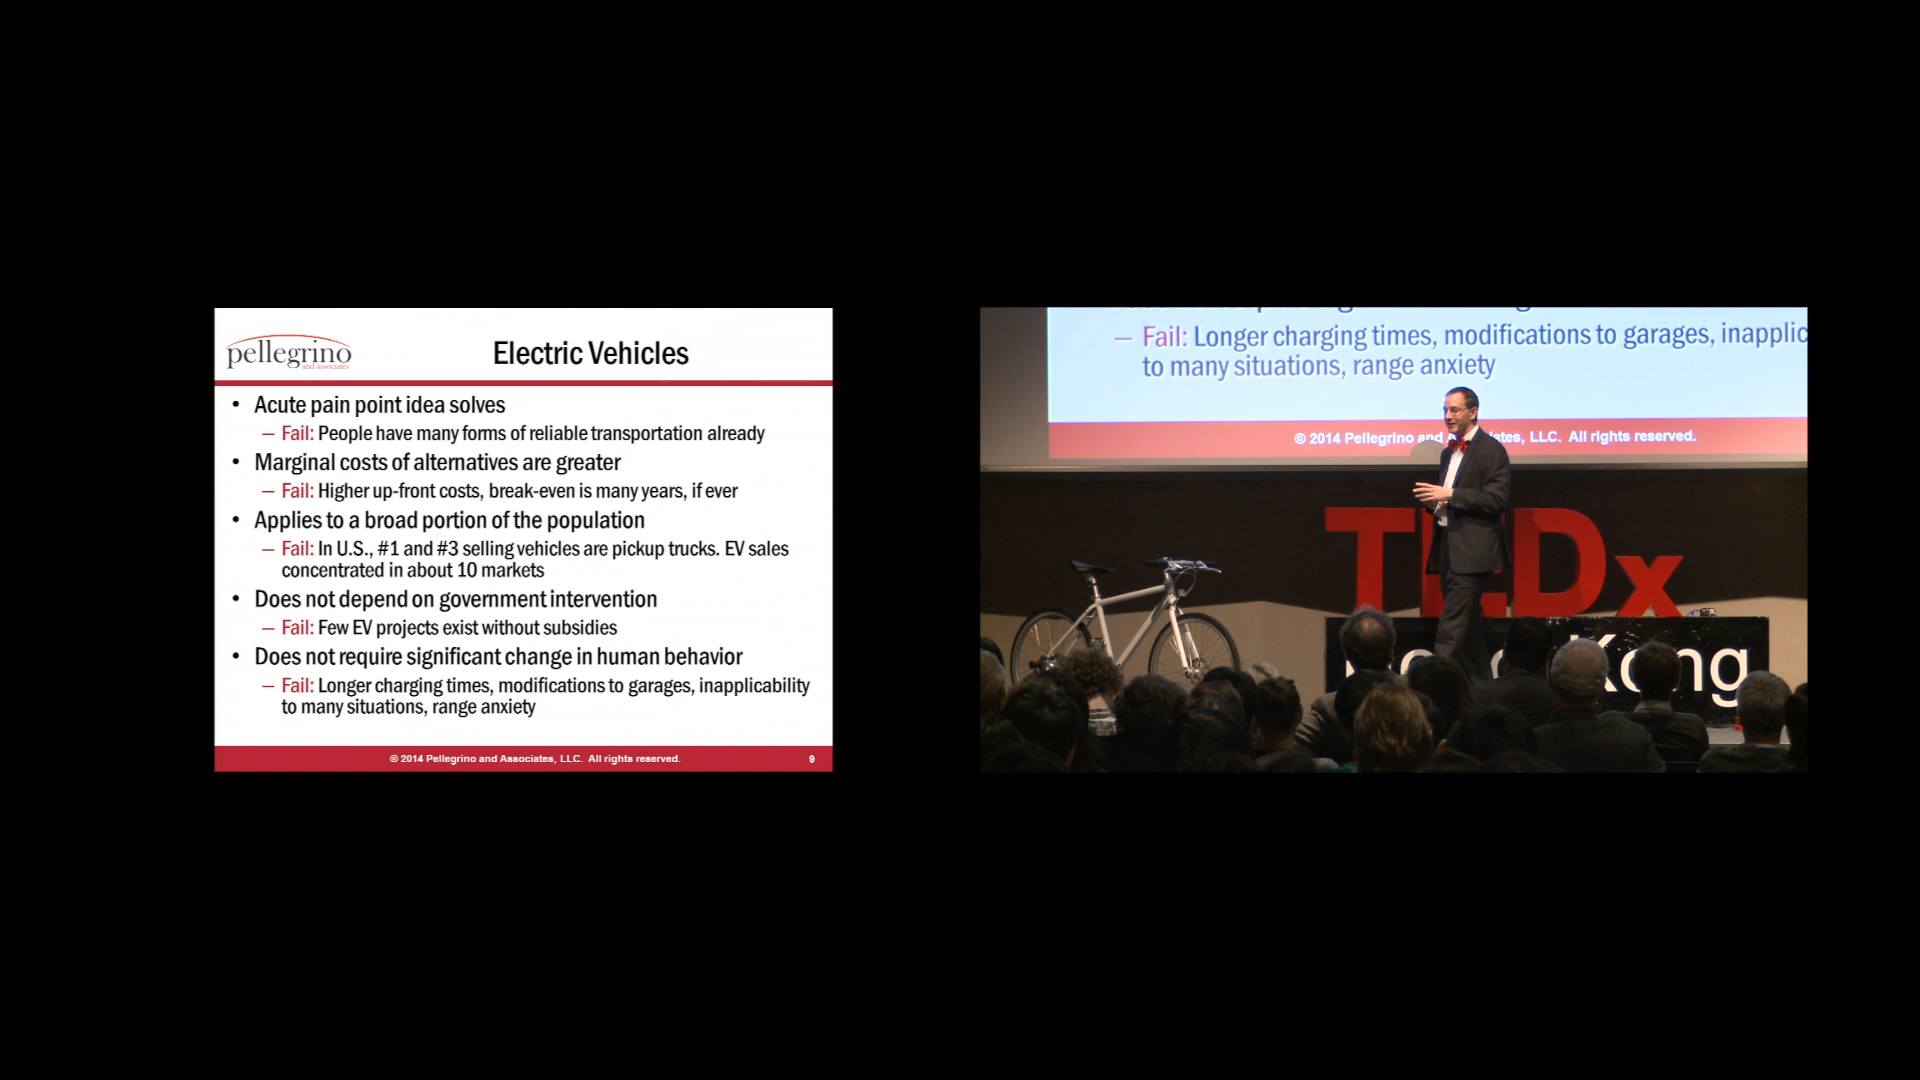 pellegrino
and associates
Electric Vehicles
• Acute pain point idea solves
– Fail: People have many forms of reliable transportation already
• Marginal costs of alternatives are greater
– Fail: Higher up-front costs, break-even is many years, if ever
• Applies to a broad portion of the population
– Fail: In U.S., #1 and #3 selling vehicles are pickup trucks. EV sales
concentrated in about 10 markets
• Does not depend on government intervention
– Fail: Few EV projects exist without subsidies
• Does not require significant change in human behavior
– Fail: Longer charging times, modifications to garages, inapplicability
to many situations, range anxiety
© 2014 Pellegrino and Associates, LLC. All rights reserved.
9
– Fail: Longer charging times, modifications to garages, inapplic
to many situations, range anxiety
© 2014 Pellegrino and LLC. All rights reserved.
TEDx
Kong